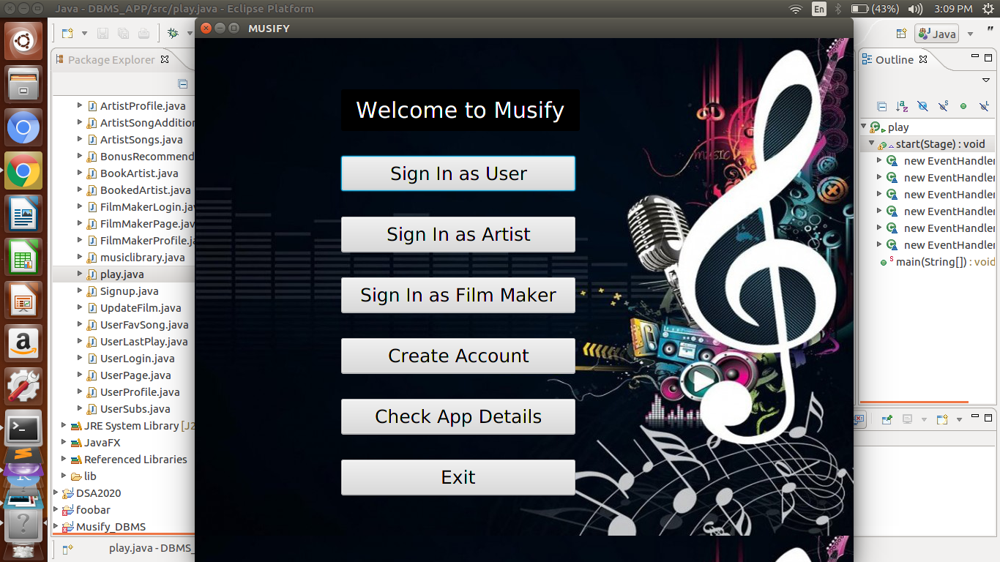 Java - DBMS_APP/src/play.java - Eclipse Platform
En
(43%)
3:09 PM
MUSIFY
Java
Package Explorer
Outline
ArtistProfile.java
ArtistSongAddition
ArtistSongs.java
BonusRecommend
BookArtist.java
BookedArtist.java
FilmMakerLogin.jav
FilmMakerPage.java
FilmMakerProfile.ja
musiclibrary.java
play.java
Signup.java
UpdateFilm.java
UserFavSong.java
UserLastPlay.java
UserLogin.java
UserPage.java
UserProfile.java
UserSubs.java
JRE System Library [J2
JavaFX
Referenced Libraries
lib
DSA2020
foobar
Musify_DBMS
play.java - DBMS_
Welcome to Musify
Sign In as User
Sign In as Artist
Sign In as Film Maker
Create Account
Check App Details
Exit
MUSIC
play
start(Stage) : void
new EventHandler
new EventHandler
new EventHandler
new EventHandler
new EventHandler
new EventHandler
main(String[]) : void